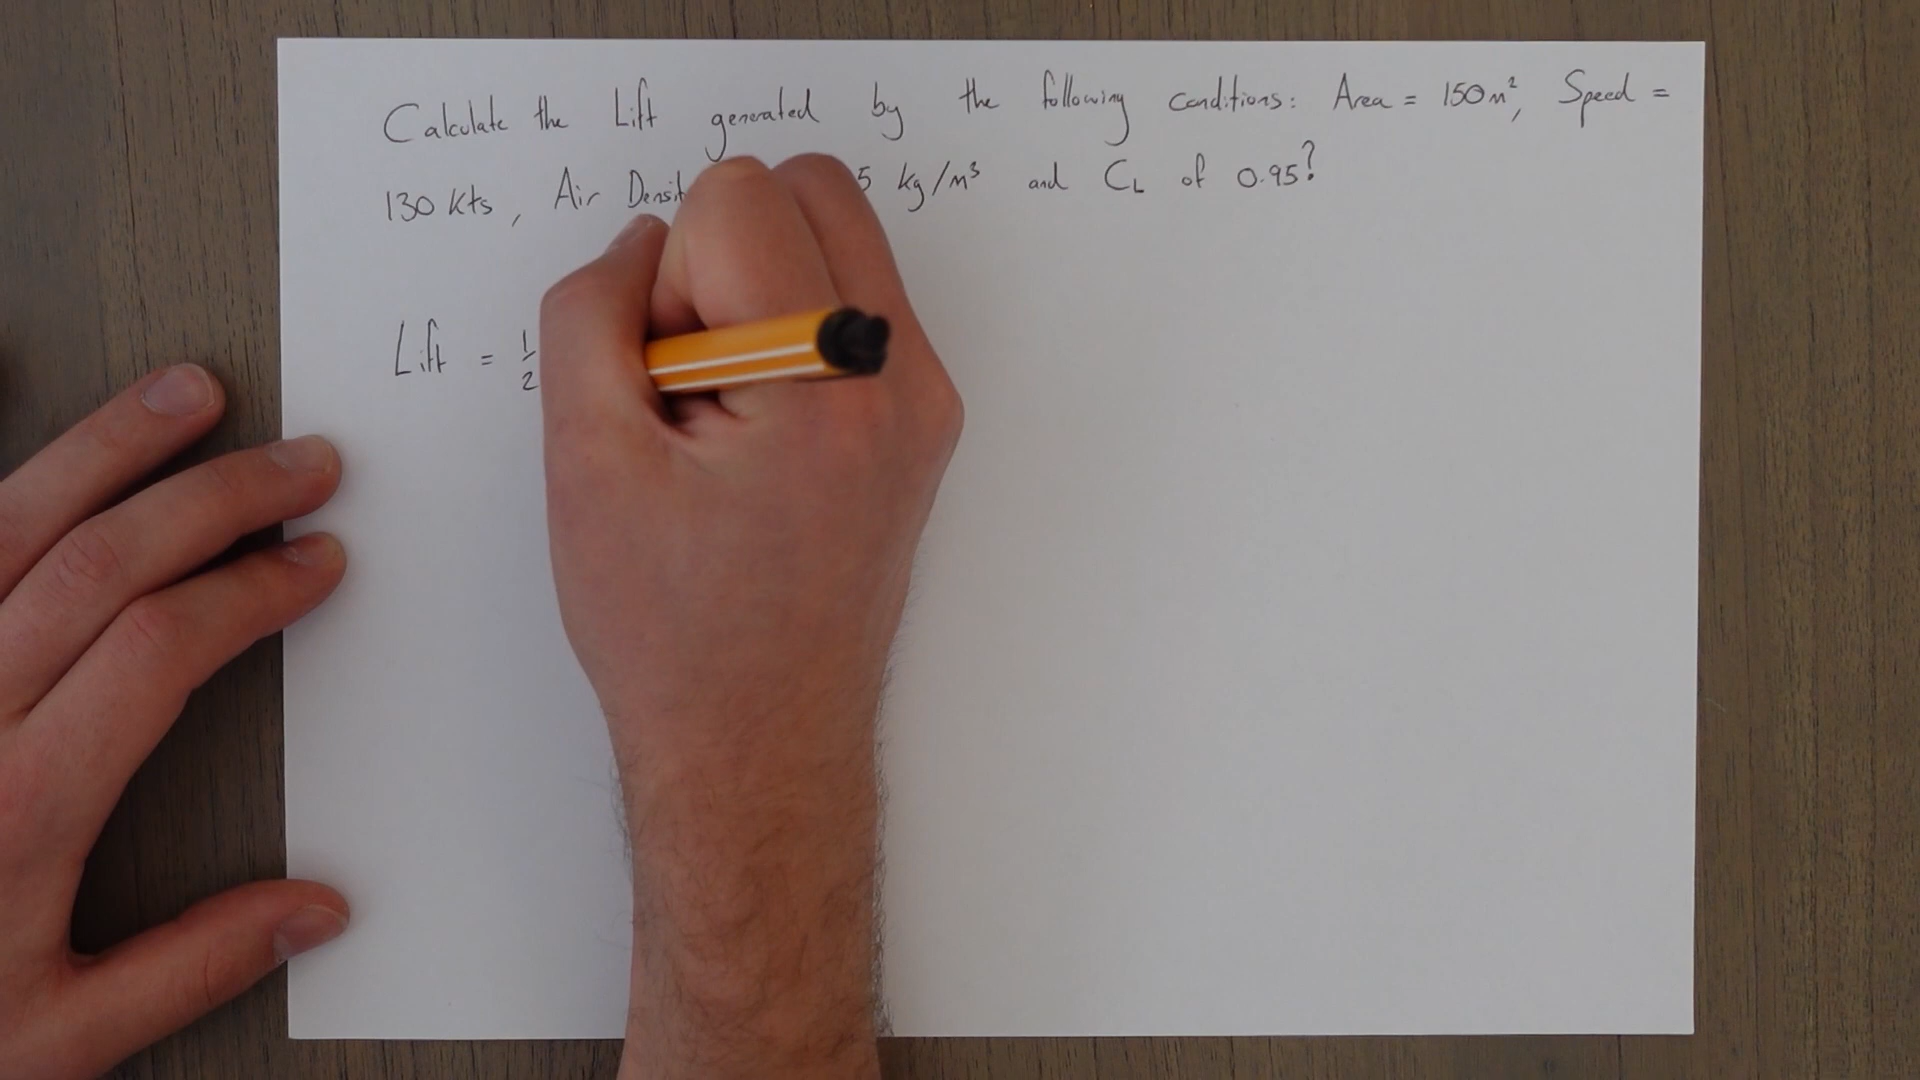 Calculate the Lift generated by the following conditions: Area = 150m², Speed =
130 kts, Air 5 kg/m³ and CL of 0.95?
Lift = 1/2